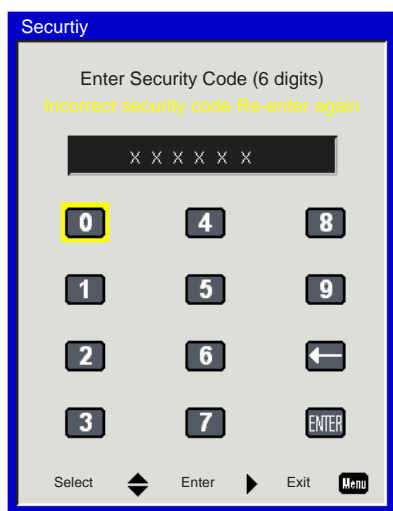 Securtiy
Enter Security Code (6 digits)
Incorrect security code Re-enter again
X X X X X X
0 4 8
1 5 9
2 6
3 7 ENTER
Select Enter Exit Menu